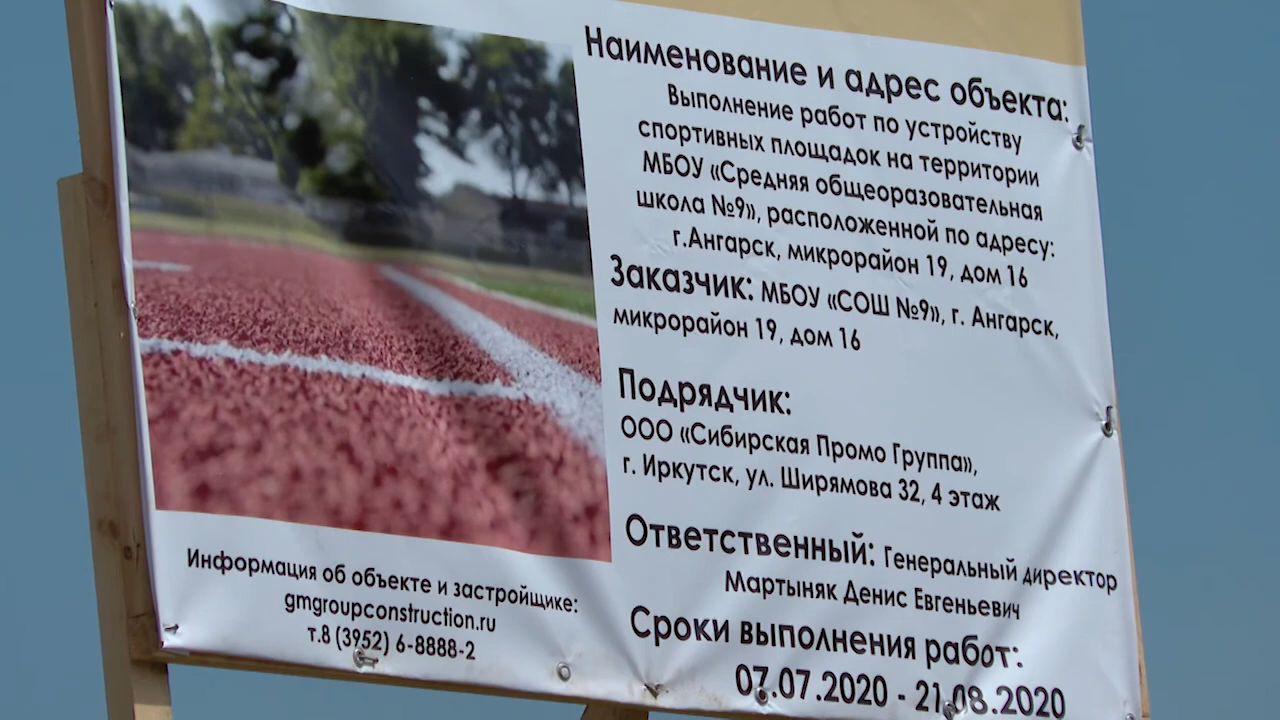 Наименование и адрес объекта:
Выполнение работ по устройству
спортивных площадок на территории
МБОУ «Средняя общеоразовательная
школа №9», расположенной по адресу:
г.Ангарск, микрорайон 19, дом 16
Заказчик: МБОУ «СОШ №9», г. Ангарск,
микрорайон 19, дом 16
Подрядчик:
ООО «Сибирская Промо Группа»,
г. Иркутск, ул. Ширямова 32, 4 этаж
Ответственный: Генеральный директор
Мартыняк Денис Евгеньевич
Сроки выполнения работ:
07.07.2020 - 21.08.2020
Информация об объекте и застройщике:
gmgroupconstruction.ru
т.8 (3952) 6-8888-2